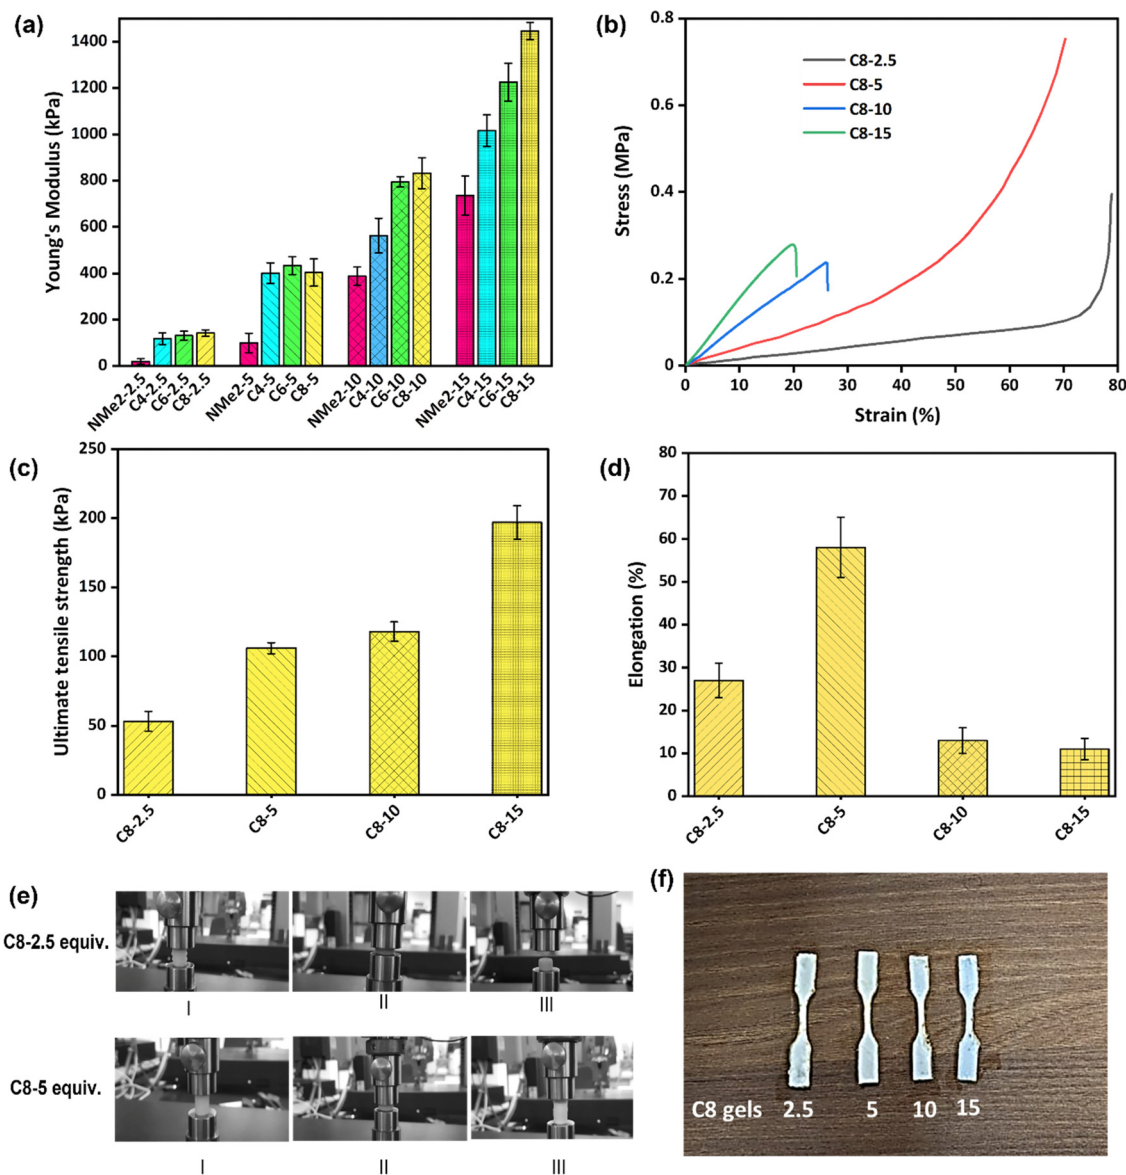 (a)
Young's Modulus (kPa)
1400
1200
1000
800
600
400
200
0
NMe2-2.5
C4-2.5
C6-2.5
C8-2.5
NMe2-5
C4-5
C6-5
C8-5
NMe2-10
C4-10
C6-10
C8-10
NMe2-15
C4-15
C6-15
C8-15
(b)
Stress (MPa)
0.8
0.6
0.4
0.2
0
C8-2.5
C8-5
C8-10
C8-15
0 10 20 30 40 50 60 70 80
Strain (%)
(c)
Ultimate tensile strength (kPa)
250
200
150
100
50
0
C8-2.5
C8-5
C8-10
C8-15
(d)
Elongation (%)
80
70
60
50
40
30
20
10
0
C8-2.5
C8-5
C8-10
C8-15
(e)
C8-2.5 equiv.
I II III
C8-5 equiv.
I II III
(f)
C8 gels 2.5 5 10 15